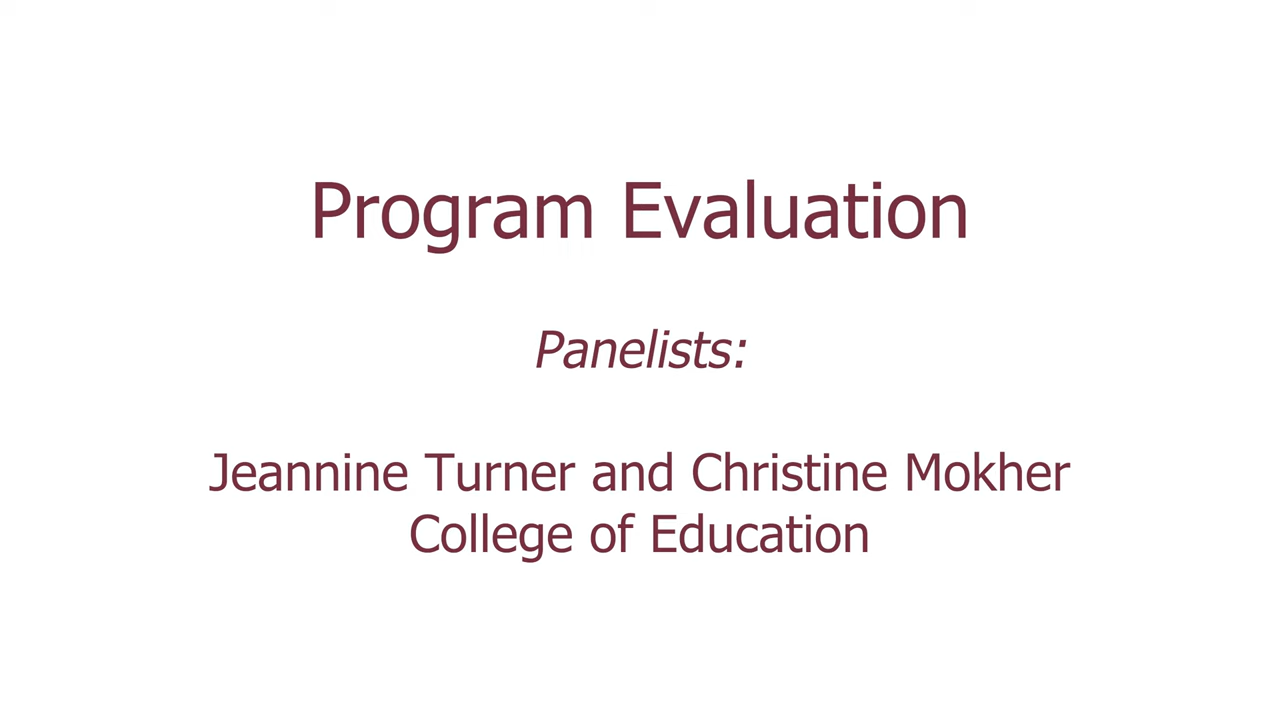 Program Evaluation
Panelists:
Jeannine Turner and Christine Mokher
College of Education